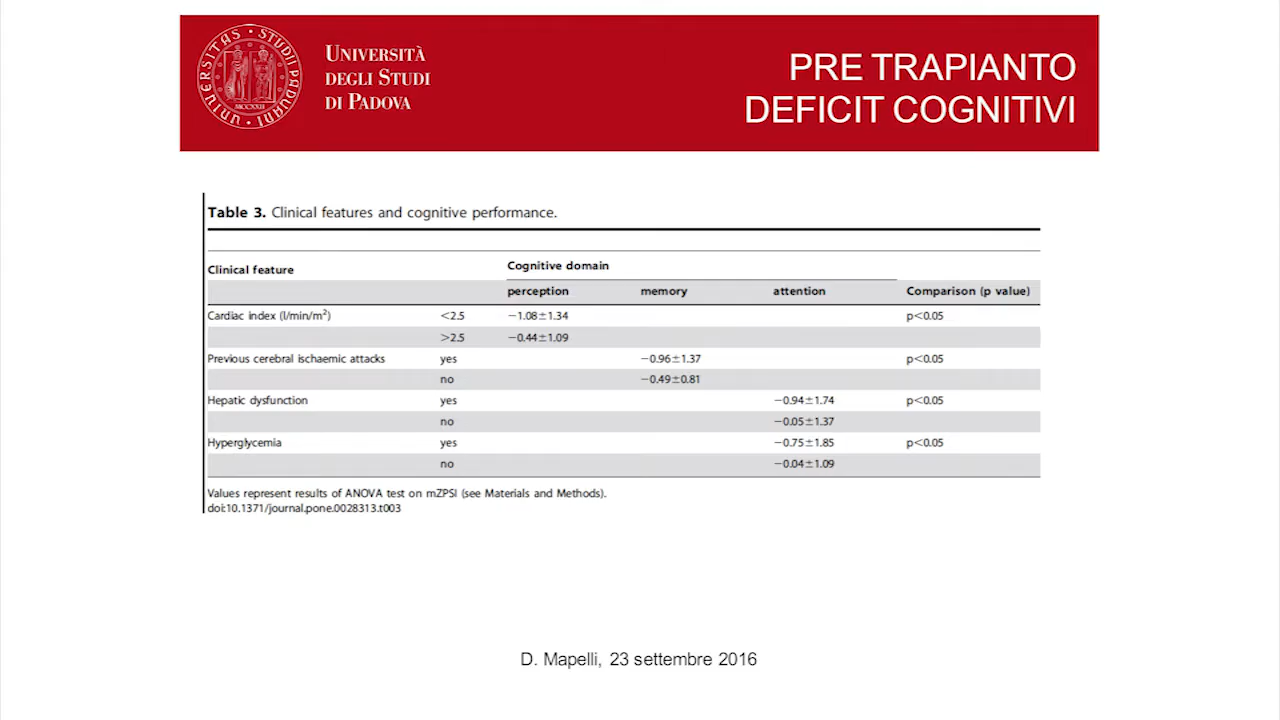 UNIVERSITAS STUDII PADUANI
MCCXXII
UNIVERSITÀ
DEGLI STUDI
DI PADOVA
PRE TRAPIANTO
DEFICIT COGNITIVI
Table 3. Clinical features and cognitive performance.
Clinical feature Cognitive domain
perception memory attention Comparison (p value)
Cardiac index (l/min/m²) <2.5 −1.08±1.34 p<0.05
>2.5 −0.44±1.09
Previous cerebral ischaemic attacks yes −0.96±1.37 p<0.05
no −0.49±0.81
Hepatic dysfunction yes −0.94±1.74 p<0.05
no −0.05±1.37
Hyperglycemia yes −0.75±1.85 p<0.05
no −0.04±1.09
Values represent results of ANOVA test on mZPSI (see Materials and Methods).
doi:10.1371/journal.pone.0028313.t003
D. Mapelli, 23 settembre 2016